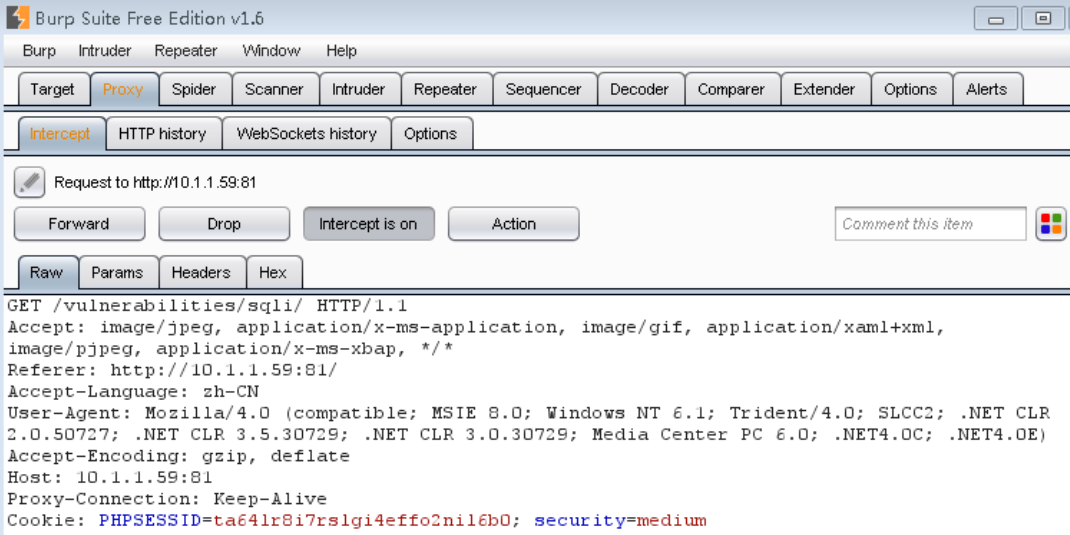 Burp Suite Free Edition v1.6
Burp Intruder Repeater Window Help
Target Proxy Spider Scanner Intruder Repeater Sequencer Decoder Comparer Extender Options Alerts
Intercept HTTP history WebSockets history Options
Request to http://10.1.1.59:81
Forward Drop Intercept is on Action Comment this item
Raw Params Headers Hex
GET /vulnerabilities/sqli/ HTTP/1.1
Accept: image/jpeg, application/x-ms-application, image/gif, application/xaml+xml,
image/pjpeg, application/x-ms-xbap, */*
Referer: http://10.1.1.59:81/
Accept-Language: zh-CN
User-Agent: Mozilla/4.0 (compatible; MSIE 8.0; Windows NT 6.1; Trident/4.0; SLCC2; .NET CLR
2.0.50727; .NET CLR 3.5.30729; .NET CLR 3.0.30729; Media Center PC 6.0; .NET4.0C; .NET4.0E)
Accept-Encoding: gzip, deflate
Host: 10.1.1.59:81
Proxy-Connection: Keep-Alive
Cookie: PHPSESSID=ta64lr8i7rslgi4effo2nil6b0; security=medium